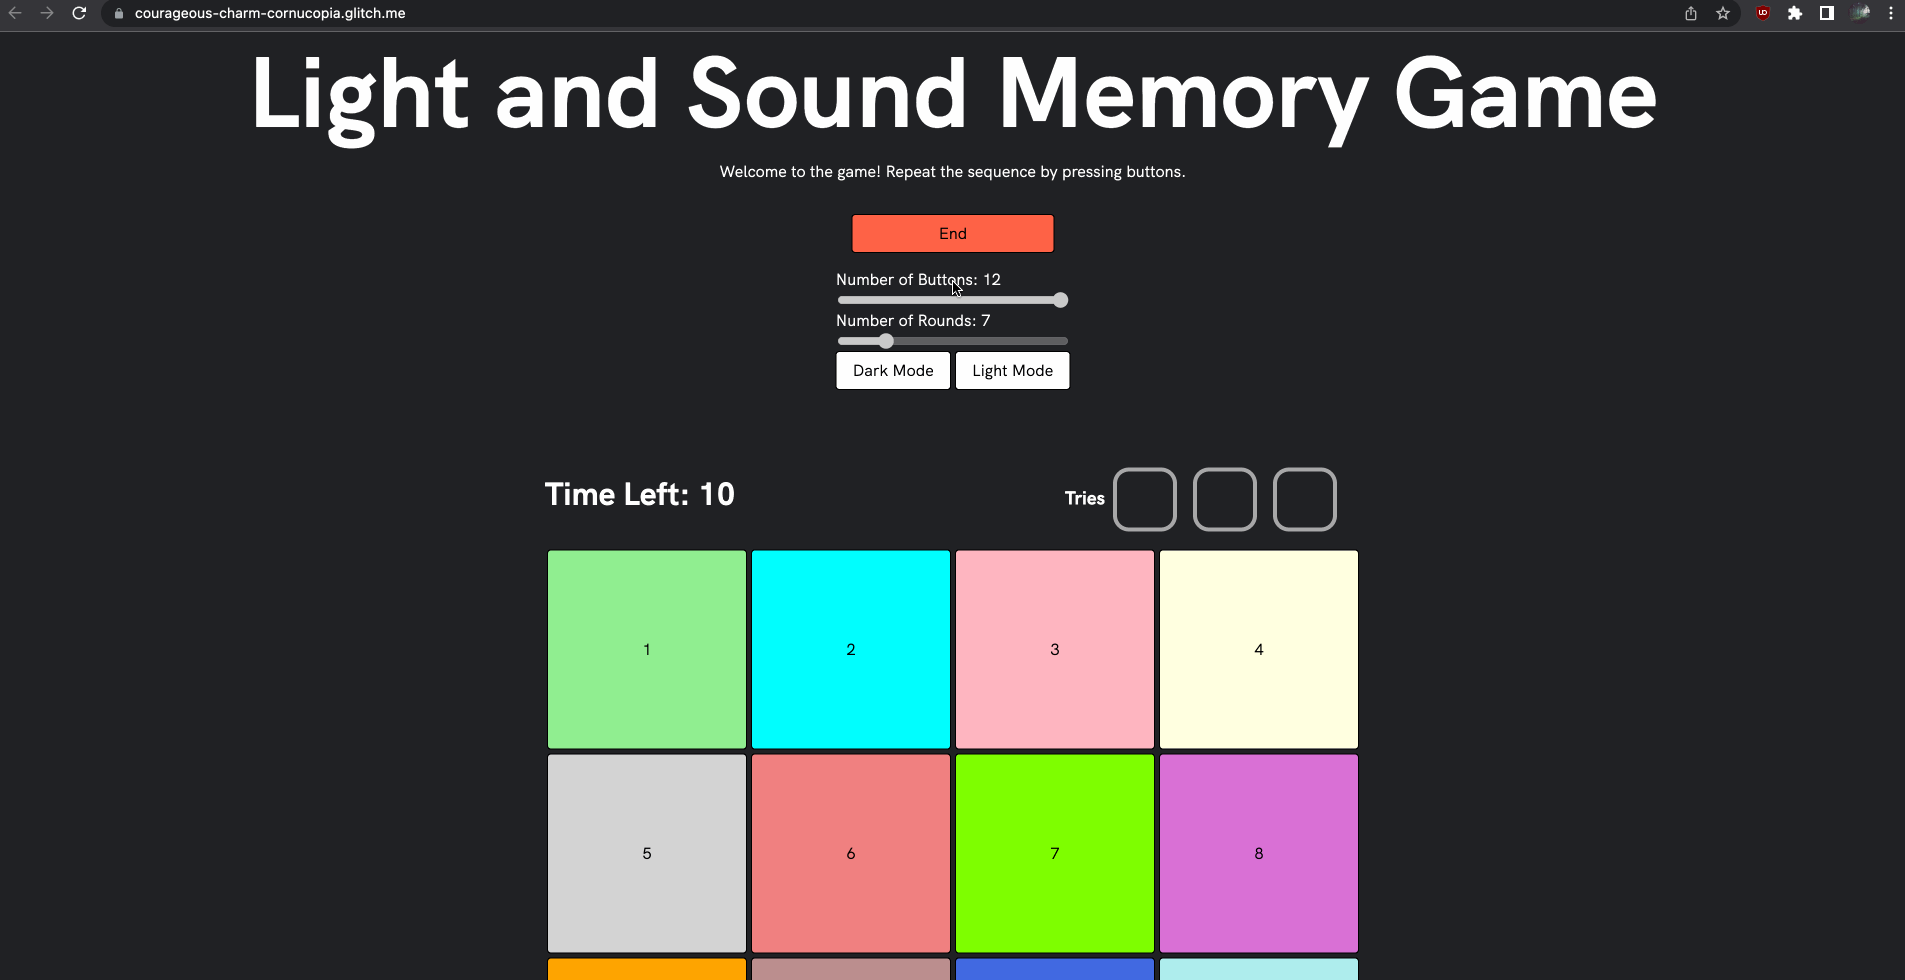 courageous-charm-cornucopia.glitch.me
Light and Sound Memory Game
Welcome to the game! Repeat the sequence by pressing buttons.
End
Number of Buttons: 12
Number of Rounds: 7
Dark Mode Light Mode
Time Left: 10 Tries
1 2 3 4
5 6 7 8